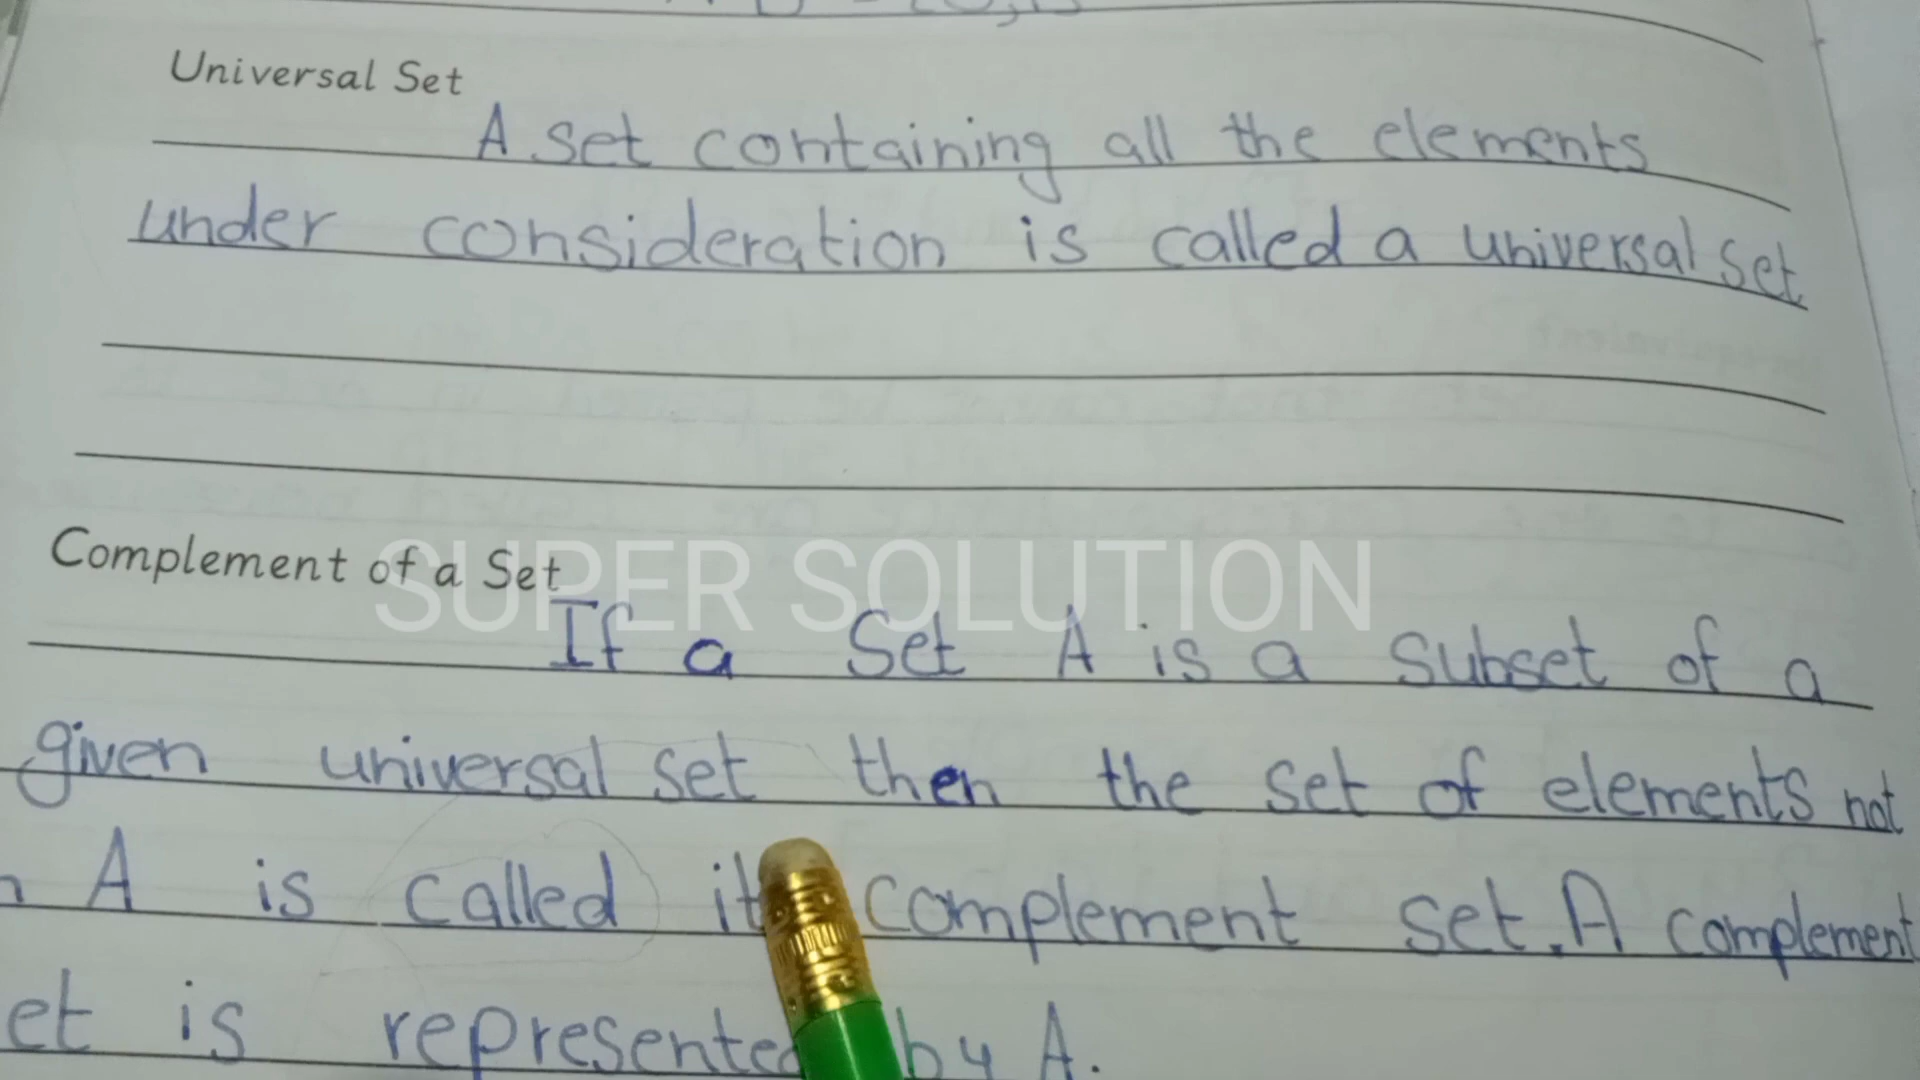 Universal Set
A set containing all the elements
under consideration is called a universal set
Complement of a Set
SUPER SOLUTION
If a Set A is a subset of a
given universal set then the set of elements not
A is called it complement set. A complement
et is represented by A.